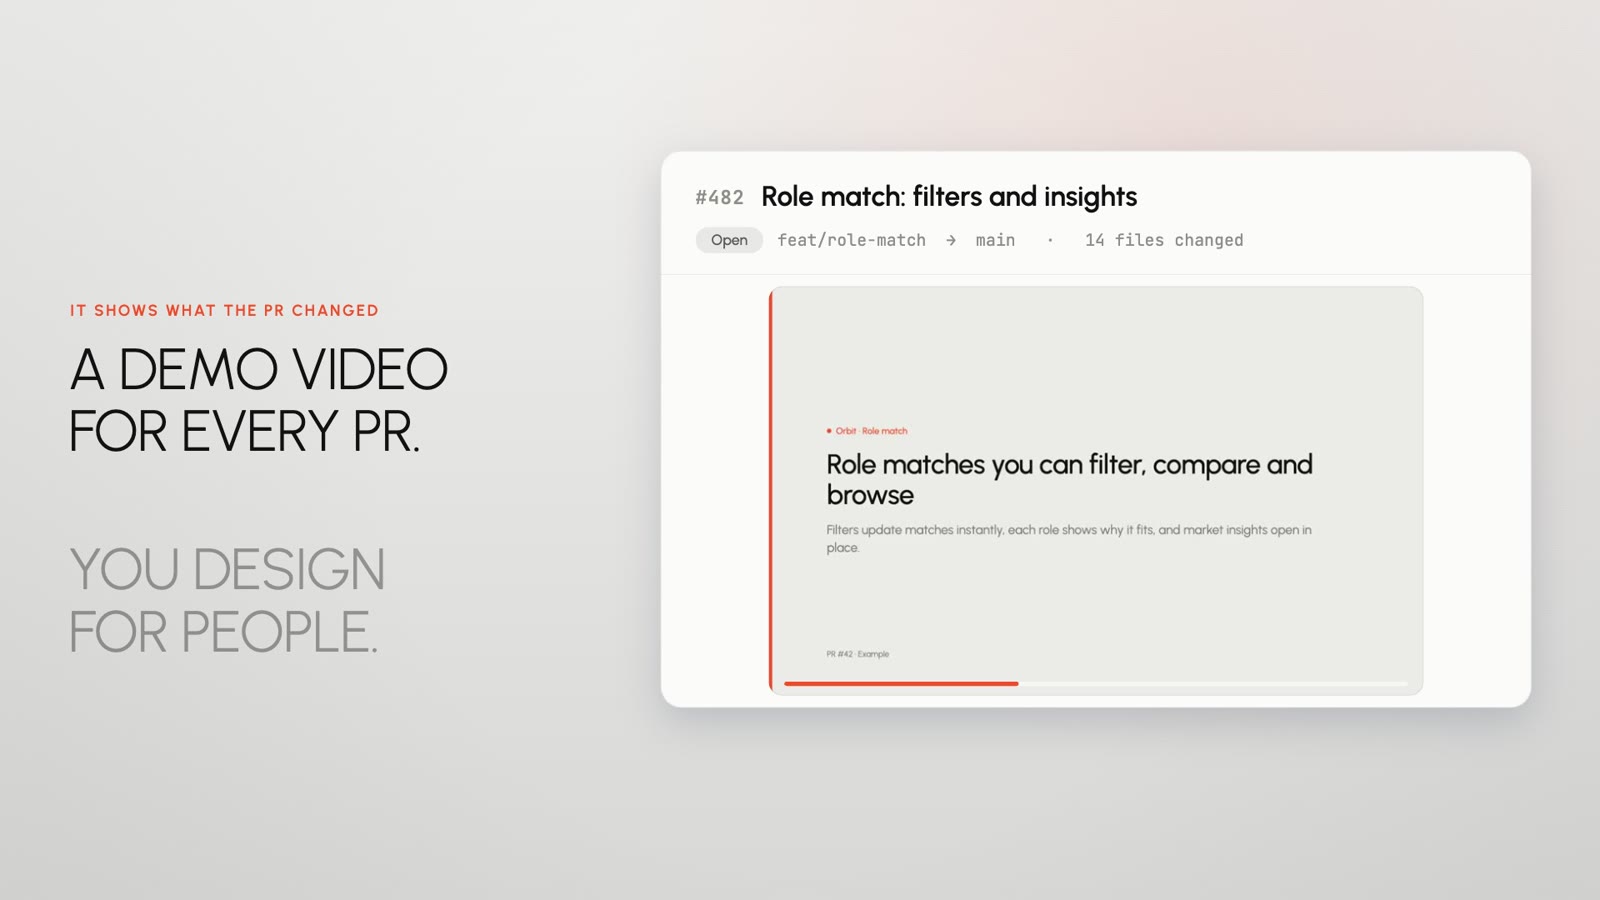 IT SHOWS WHAT THE PR CHANGED
A DEMO VIDEO
FOR EVERY PR.
YOU DESIGN
FOR PEOPLE.
#482 Role match: filters and insights
Open feat/role-match → main · 14 files changed
Orbit · Role match
Role matches you can filter, compare and
browse
Filters update matches instantly, each role shows why it fits, and market insights open in
place.
PR #42 · Example